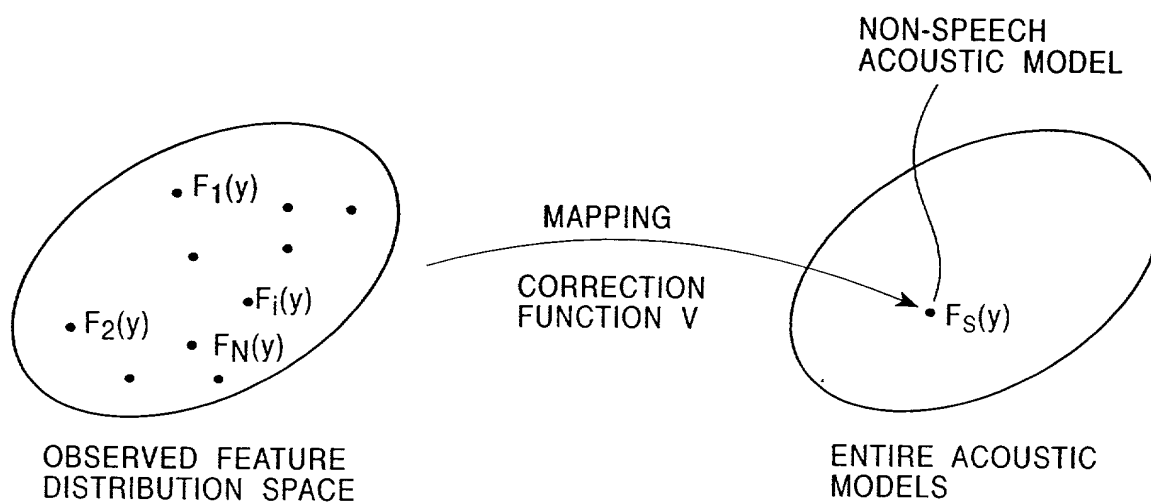 NON-SPEECH
ACOUSTIC MODEL
F1(y)
MAPPING
CORRECTION
FUNCTION V
Fi(y)
F2(y)
FN(y)
FS(y)
OBSERVED FEATURE
DISTRIBUTION SPACE
ENTIRE ACOUSTIC
MODELS